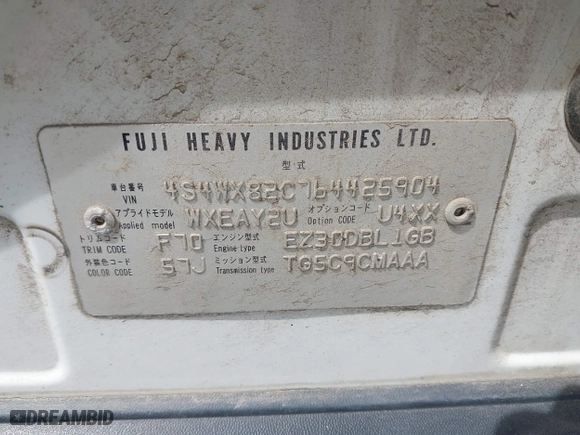 FUJI HEAVY INDUSTRIES LTD.
型式
車台番号 VIN 4S4WX82C764425904
アプライドモデル Applied model WXEAY2U オプションコード Option CODE U4XX
トリムコード TRIM CODE F70 エンジン型式 Engine type EZ30DBL1GB
外装色コード COLOR CODE 57J ミッション型式 Transmission type TG5C9CMAAA
DREAMBID